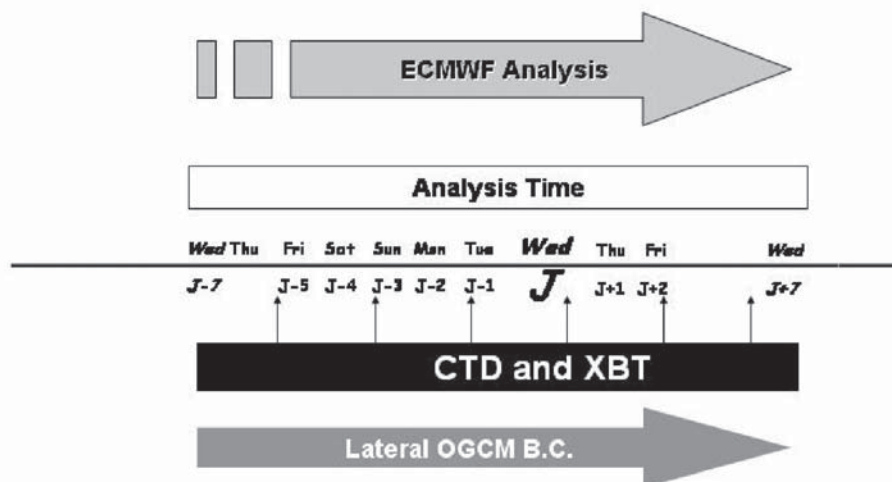 ECMWF Analysis
Analysis Time
Wed Thu Fri Sat Sun Mon Tue Wed Thu Fri Wed
J-7 J-5 J-4 J-3 J-2 J-1 J J+1 J+2 J+7
CTD and XBT
Lateral OGCM B.C.